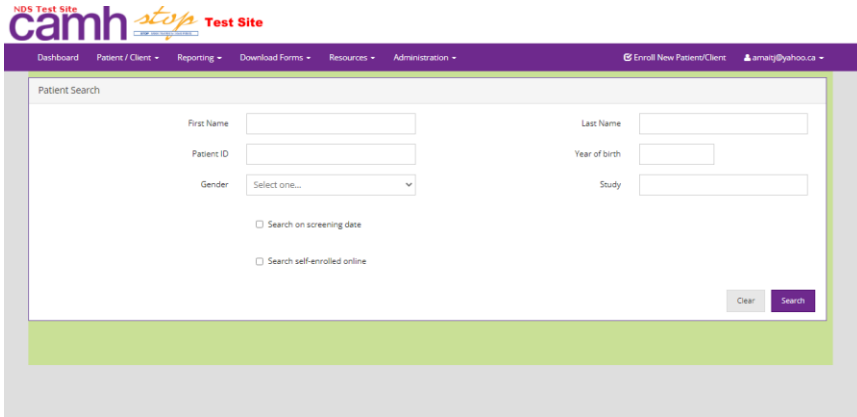 NDS Test Site
camh stop Test Site
Dashboard Patient / Client Reporting Download Forms Resources Administration Enroll New Patient/Client amaitj@yahoo.ca
Patient Search
First Name Last Name
Patient ID Year of birth
Gender Select one... Study
Search on screening date
Search self-enrolled online
Clear Search